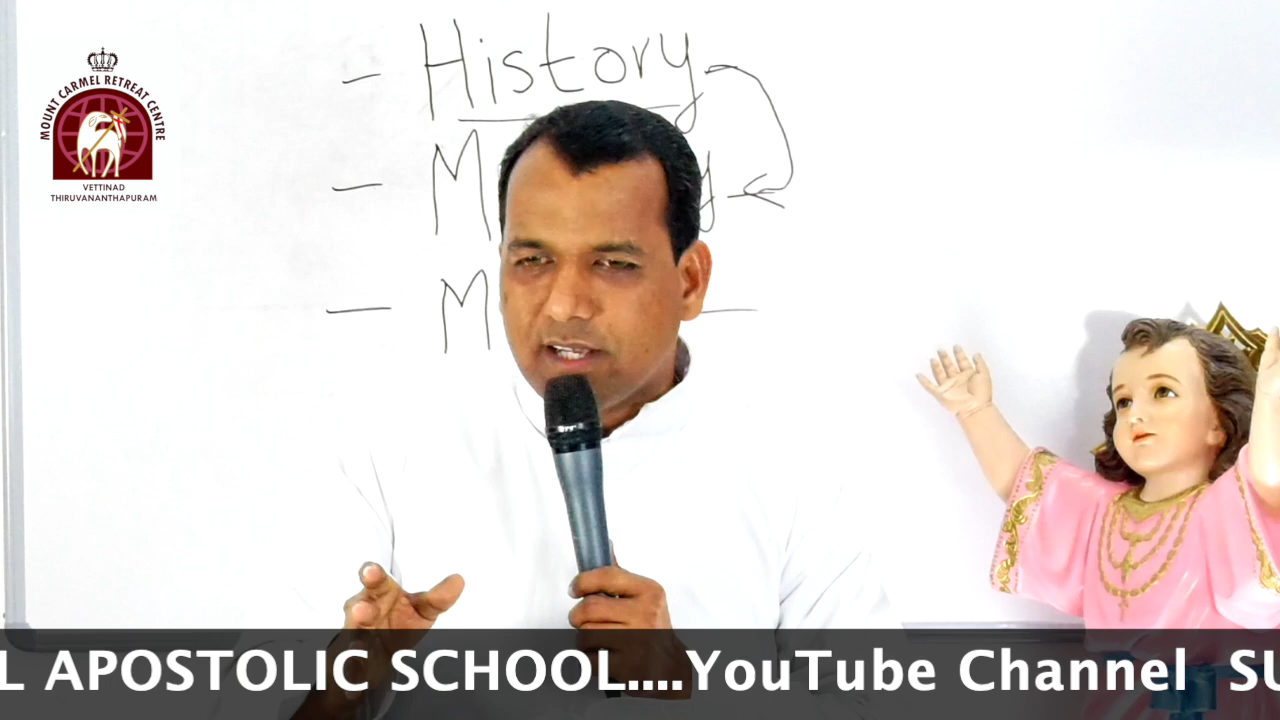 - History
MOUNT CARMEL RETREAT CENTRE
VETTINAD
THIRUVANANTHAPURAM
L APOSTOLIC SCHOOL....YouTube Channel SU